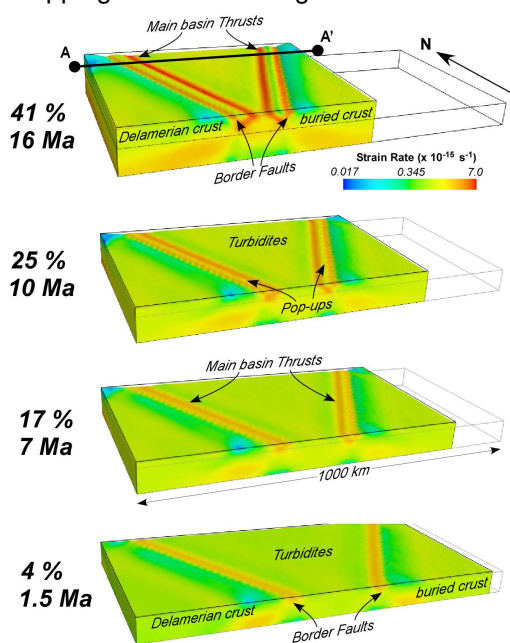 Main basin Thrusts
A
A'
N
41 %
16 Ma
Delamerian crust
buried crust
Border Faults
Strain Rate (x 10⁻¹⁵ s⁻¹)
0.017 0.345 7.0
25 %
10 Ma
Turbidites
Pop-ups
Main basin Thrusts
17 %
7 Ma
1000 km
4 %
1.5 Ma
Turbidites
Delamerian crust
buried crust
Border Faults